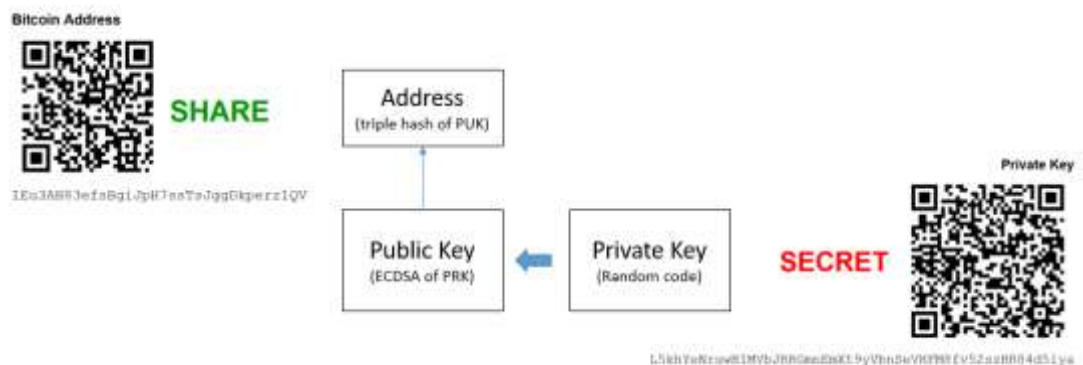 Bitcoin Address
SHARE
Address
(triple hash of PUK)
Private Key
Public Key
(ECDSA of PRK)
Private Key
(Random code)
SECRET